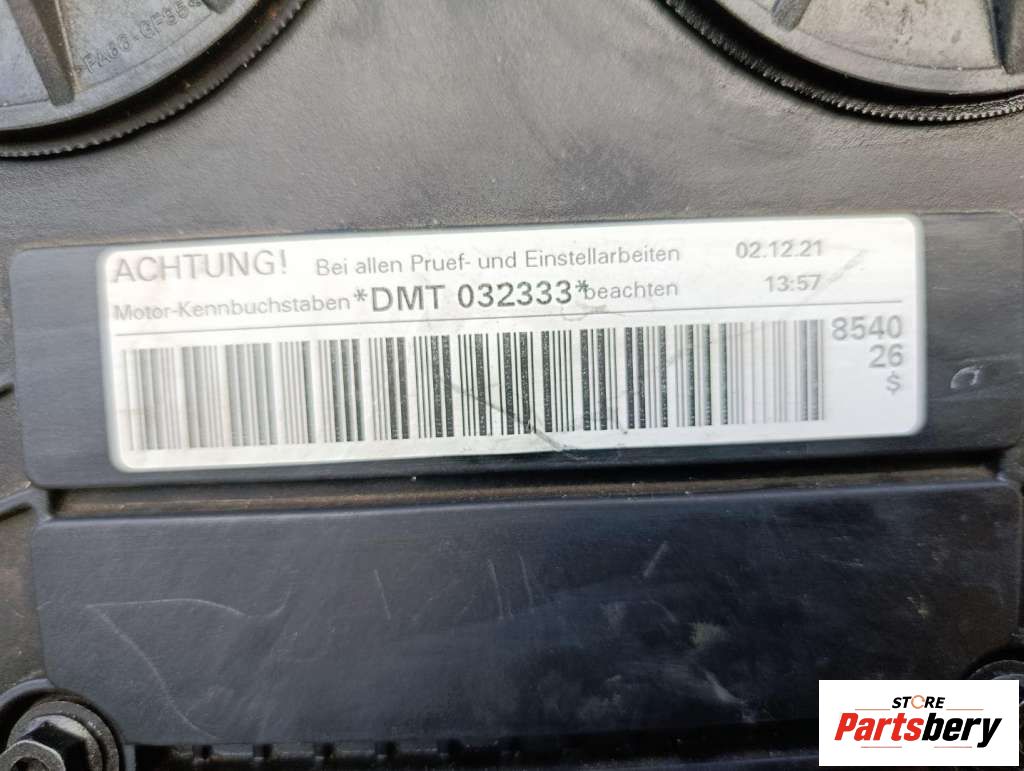 ACHTUNG! Bei allen Pruef- und Einstellarbeiten 02.12.21
Motor-Kennbuchstaben *DMT 032333* beachten 13:57
8540
26
$
STORE
Partsbery